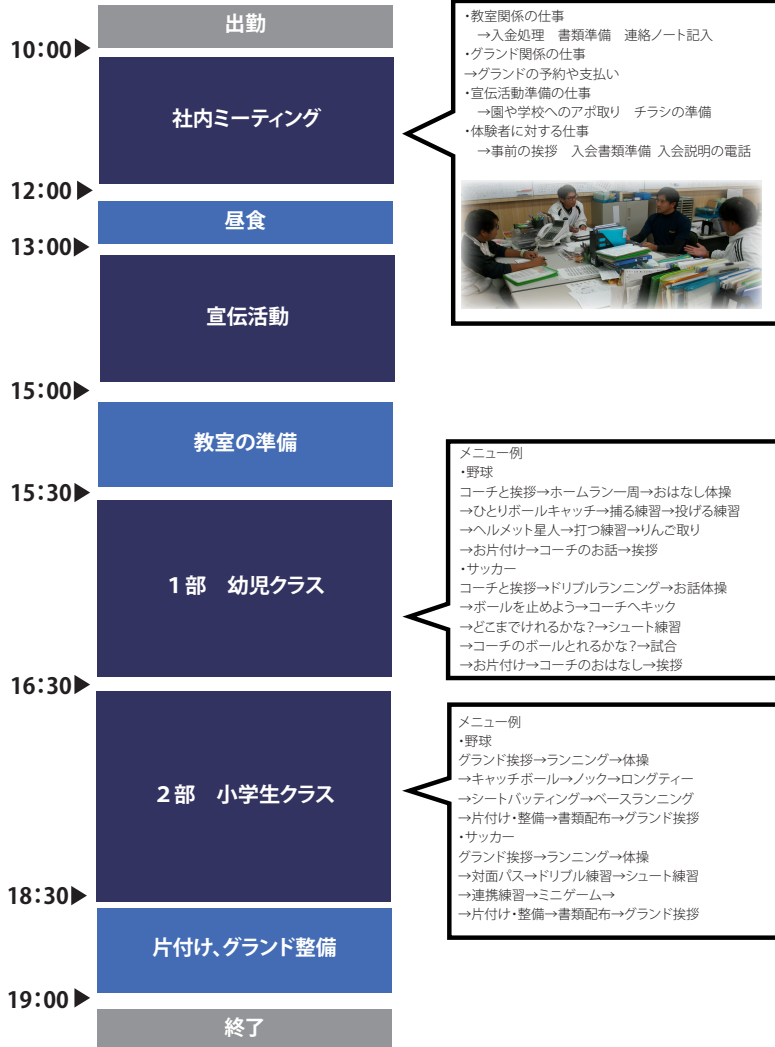 出勤
10:00▶
社内ミーティング
12:00▶
昼食
13:00▶
宣伝活動
15:00▶
教室の準備
15:30▶
1部　幼児クラス
16:30▶
2部　小学生クラス
18:30▶
片付け、グランド整備
19:00▶
終了
・教室関係の仕事
→入金処理　書類準備　連絡ノート記入
・グランド関係の仕事
→グランドの予約や支払い
・宣伝活動準備の仕事
→園や学校へのアポ取り　チラシの準備
・体験者に対する仕事
→事前の挨拶　入会書類準備 入会説明の電話
メニュー例
・野球
コーチと挨拶→ホームラン一周→おはなし体操
→ひとりボールキャッチ→捕る練習→投げる練習
→ヘルメット星人→打つ練習→りんご取り
→お片付け→コーチのお話→挨拶
・サッカー
コーチと挨拶→ドリブルランニング→お話体操
→ボールを止めよう→コーチへキック
→どこまでけれるかな?→シュート練習
→コーチのボールとれるかな?→試合
→お片付け→コーチのおはなし→挨拶
メニュー例
・野球
グランド挨拶→ランニング→体操
→キャッチボール→ノック→ロングティー
→シートバッティング→ベースランニング
→片付け・整備→書類配布→グランド挨拶
・サッカー
グランド挨拶→ランニング→体操
→対面パス→ドリブル練習→シュート練習
→連携練習→ミニゲーム→
→片付け・整備→書類配布→グランド挨拶